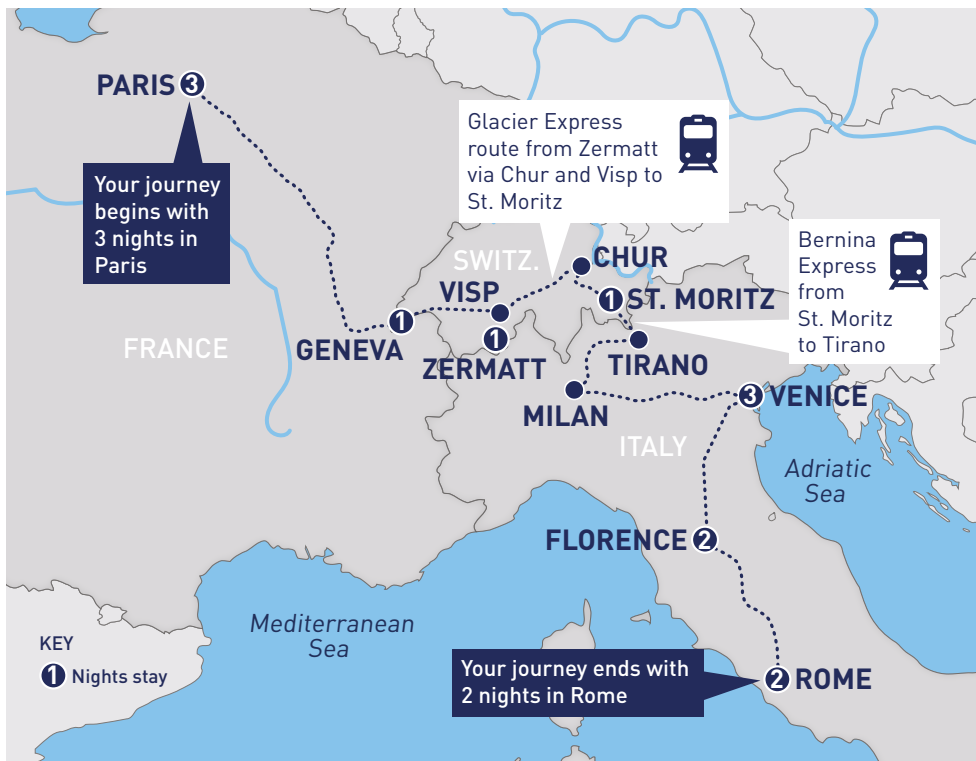 PARIS 3
Your journey
begins with
3 nights in
Paris
Glacier Express
route from Zermatt
via Chur and Visp to
St. Moritz
Bernina
Express
from
St. Moritz
to Tirano
SWITZ.
CHUR
VISP
1 ST. MORITZ
1
GENEVA
FRANCE
1
ZERMATT
TIRANO
MILAN
3 VENICE
ITALY
Adriatic
Sea
FLORENCE 2
Mediterranean
Sea
KEY
1 Nights stay
Your journey ends with
2 nights in Rome
2 ROME